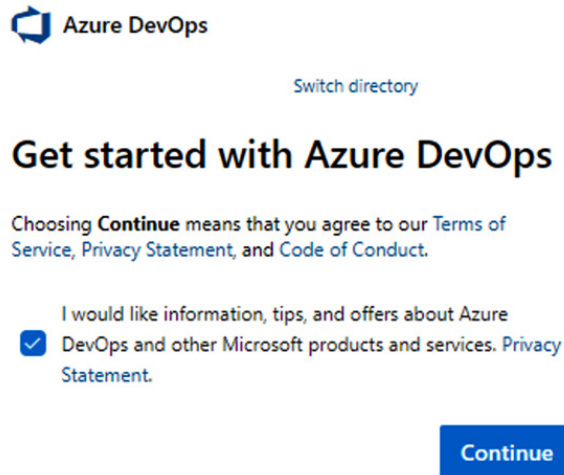 Azure DevOps
Switch directory
Get started with Azure DevOps
Choosing Continue means that you agree to our Terms of
Service, Privacy Statement, and Code of Conduct.
I would like information, tips, and offers about Azure
DevOps and other Microsoft products and services. Privacy
Statement.
Continue